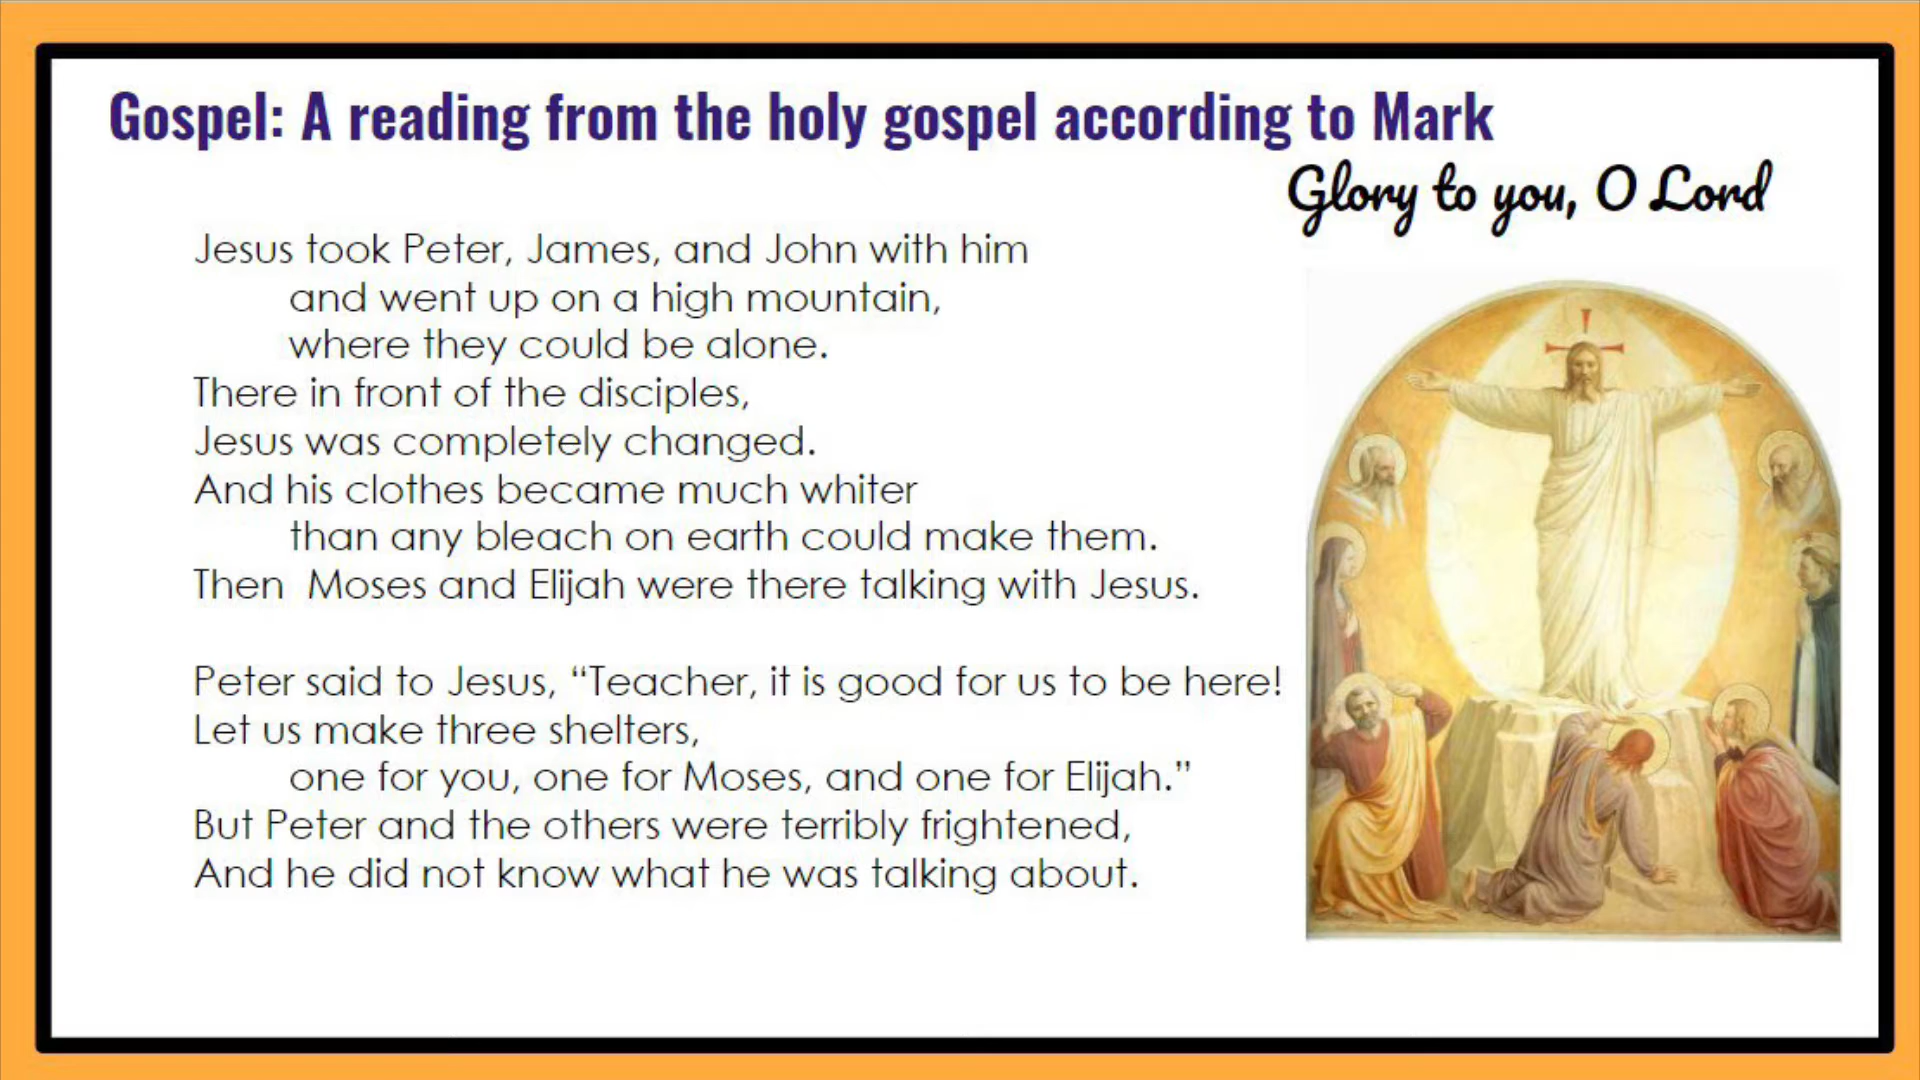 Gospel: A reading from the holy gospel according to Mark
Glory to you, O Lord
Jesus took Peter, James, and John with him
and went up on a high mountain,
where they could be alone.
There in front of the disciples,
Jesus was completely changed.
And his clothes became much whiter
than any bleach on earth could make them.
Then  Moses and Elijah were there talking with Jesus.
Peter said to Jesus, “Teacher, it is good for us to be here!
Let us make three shelters,
one for you, one for Moses, and one for Elijah.”
But Peter and the others were terribly frightened,
And he did not know what he was talking about.